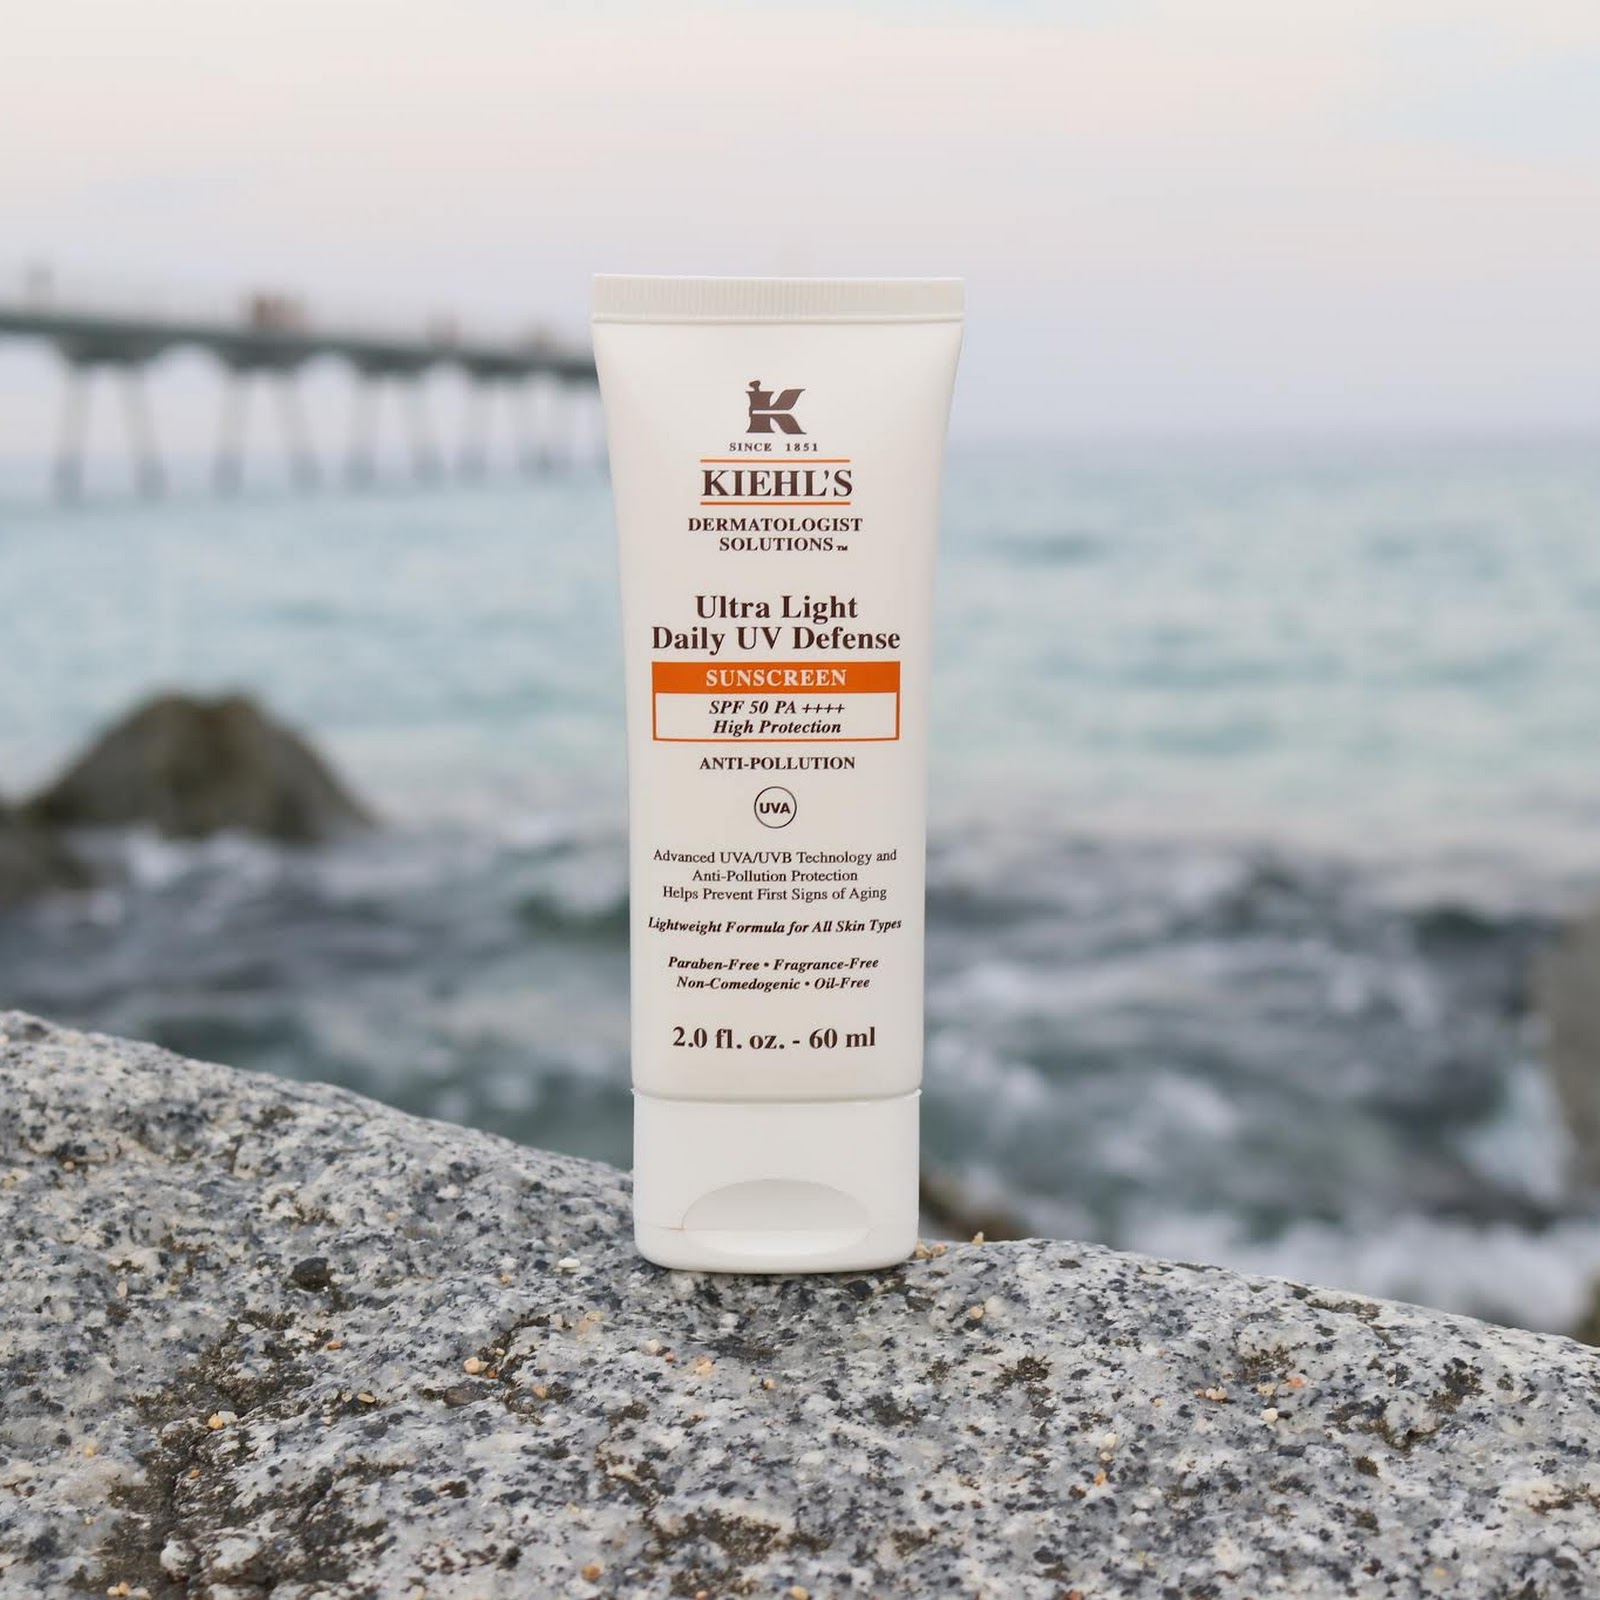 K
SINCE 1851
KIEHL'S
DERMATOLOGIST
SOLUTIONS™
Ultra Light
Daily UV Defense
SUNSCREEN
SPF 50 PA ++++
High Protection
ANTI-POLLUTION
UVA
Advanced UVA/UVB Technology and
Anti-Pollution Protection
Helps Prevent First Signs of Aging
Lightweight Formula for All Skin Types
Paraben-Free • Fragrance-Free
Non-Comedogenic • Oil-Free
2.0 fl. oz. - 60 ml